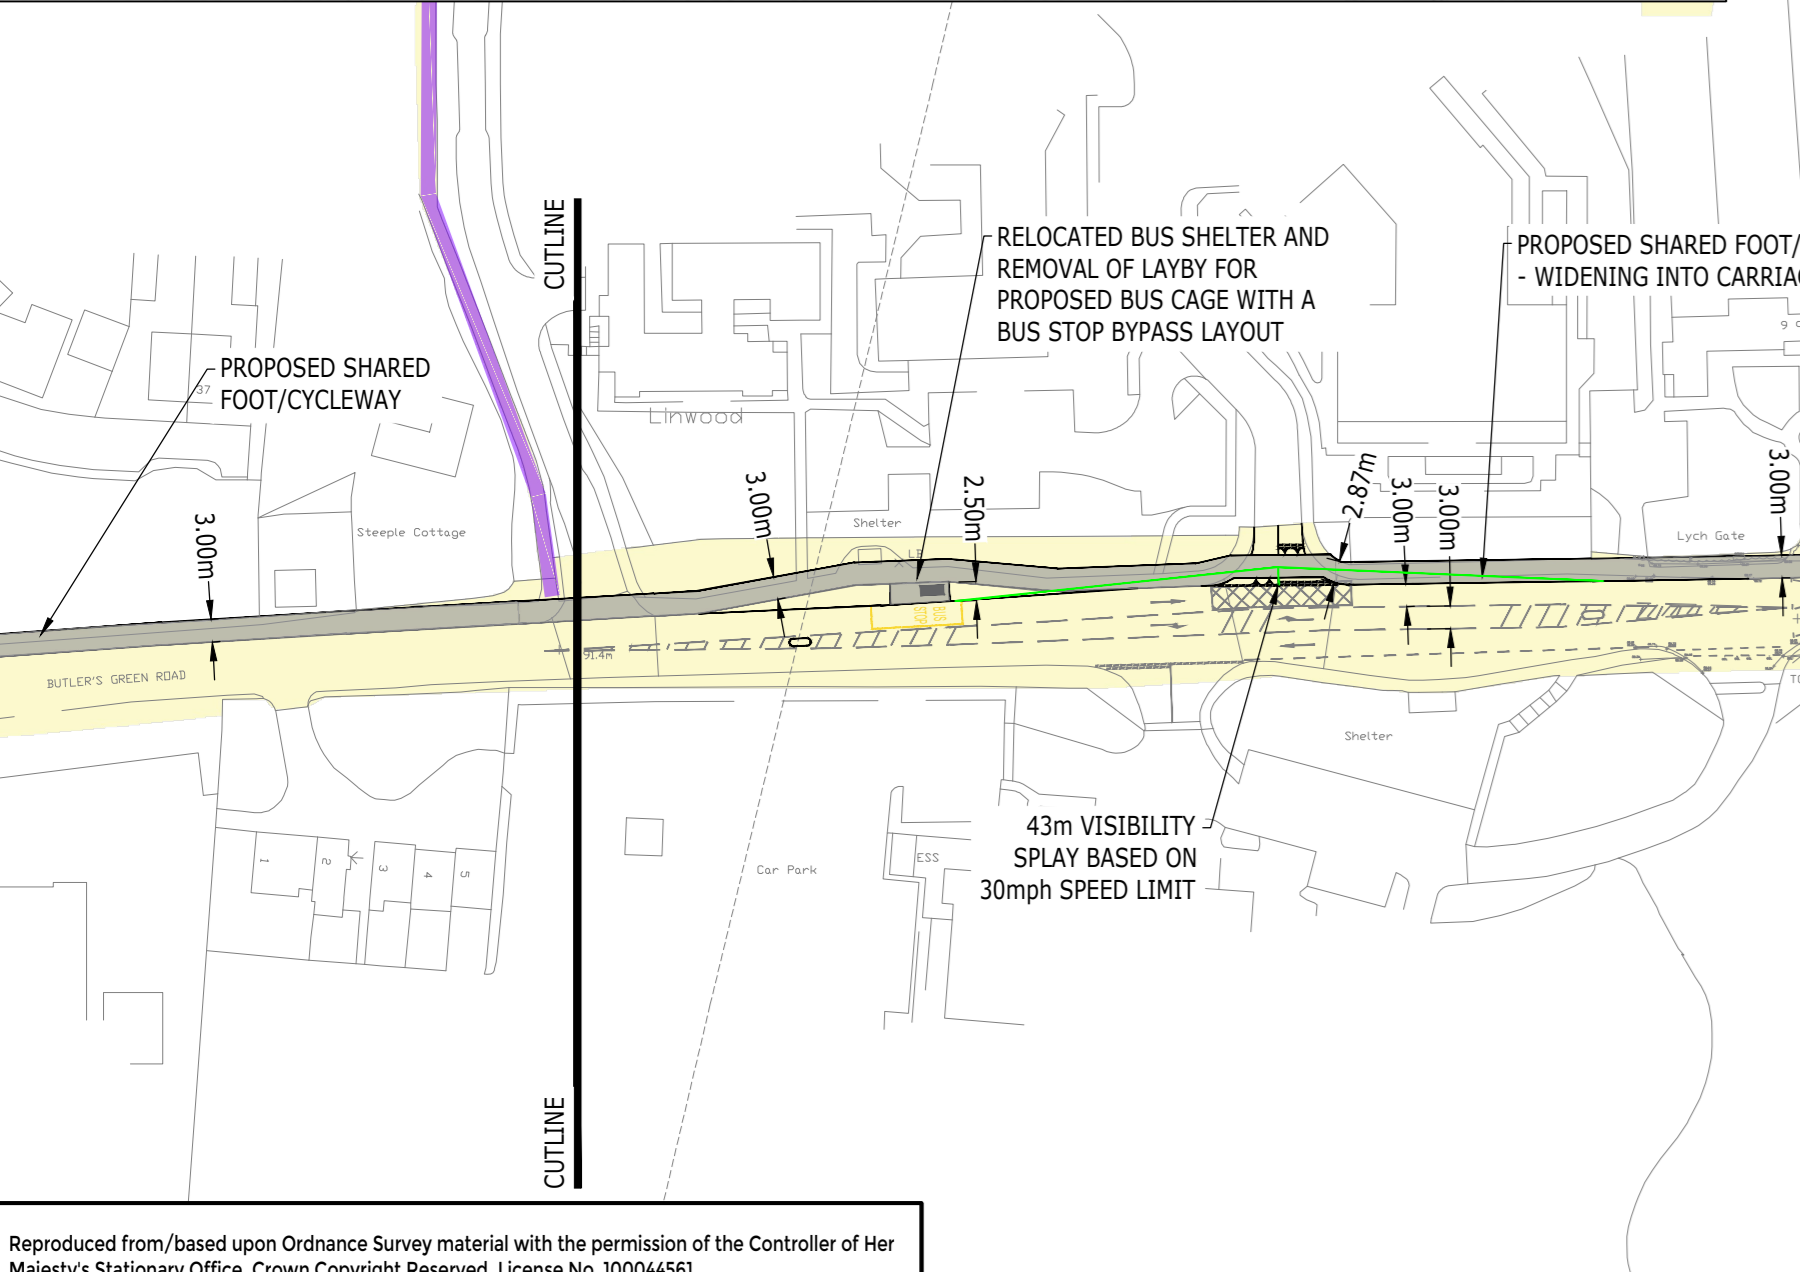 CUTLINE
RELOCATED BUS SHELTER AND
REMOVAL OF LAYBY FOR
PROPOSED BUS CAGE WITH A
BUS STOP BYPASS LAYOUT
PROPOSED SHARED FOOT/
- WIDENING INTO CARRIAG
9
PROPOSED SHARED
FOOT/CYCLEWAY
37
Linwood
3.00m
Steeple Cottage
3.00m
Shelter
2.50m
2.87m
3.00m
3.00m
3.00m
Lych Gate
LB
BUS
STOP
91.4m
BUTLER'S GREEN ROAD
Shelter
43m VISIBILITY
SPLAY BASED ON
30mph SPEED LIMIT
1
2
3
4
5
Car Park
ESS
CUTLINE
Reproduced from/based upon Ordnance Survey material with the permission of the Controller of Her
Majesty's Stationary Office. Crown Copyright Reserved. License No. 100044561